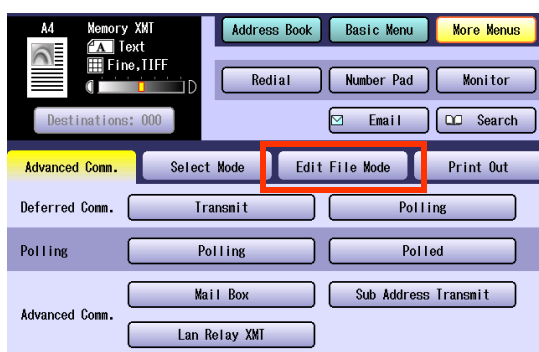 A4 Memory XMT
A Text
Fine,TIFF
D
Destinations: 000
Address Book Basic Menu More Menus
Redial Number Pad Monitor
Email Search
Advanced Comm. Select Mode Edit File Mode Print Out
Deferred Comm. Transmit Polling
Polling Polling Polled
Advanced Comm. Mail Box Sub Address Transmit
Lan Relay XMT